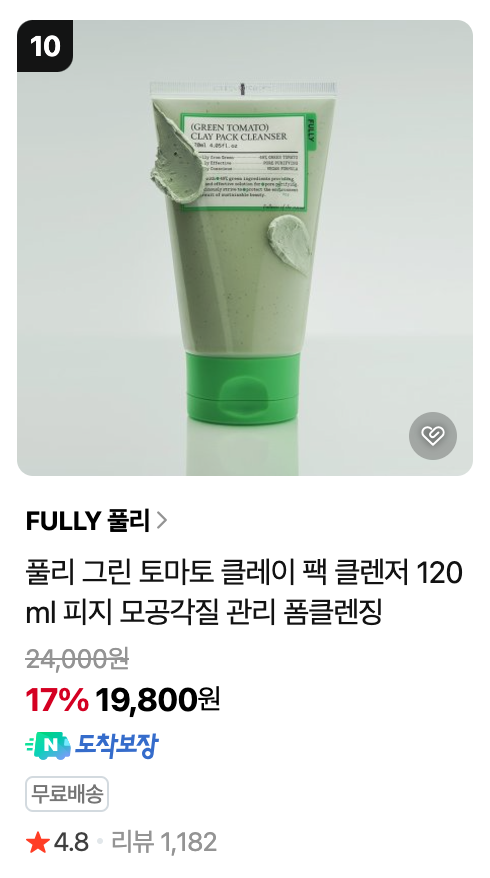 10
(GREEN TOMATO)
CLAY PACK CLEANSER
FULLY
FULLY 풀리
풀리 그린 토마토 클레이 팩 클렌저 120
ml 피지 모공각질 관리 폼클렌징
24,000원
17% 19,800원
N 도착보장
무료배송
4.8 • 리뷰 1,182